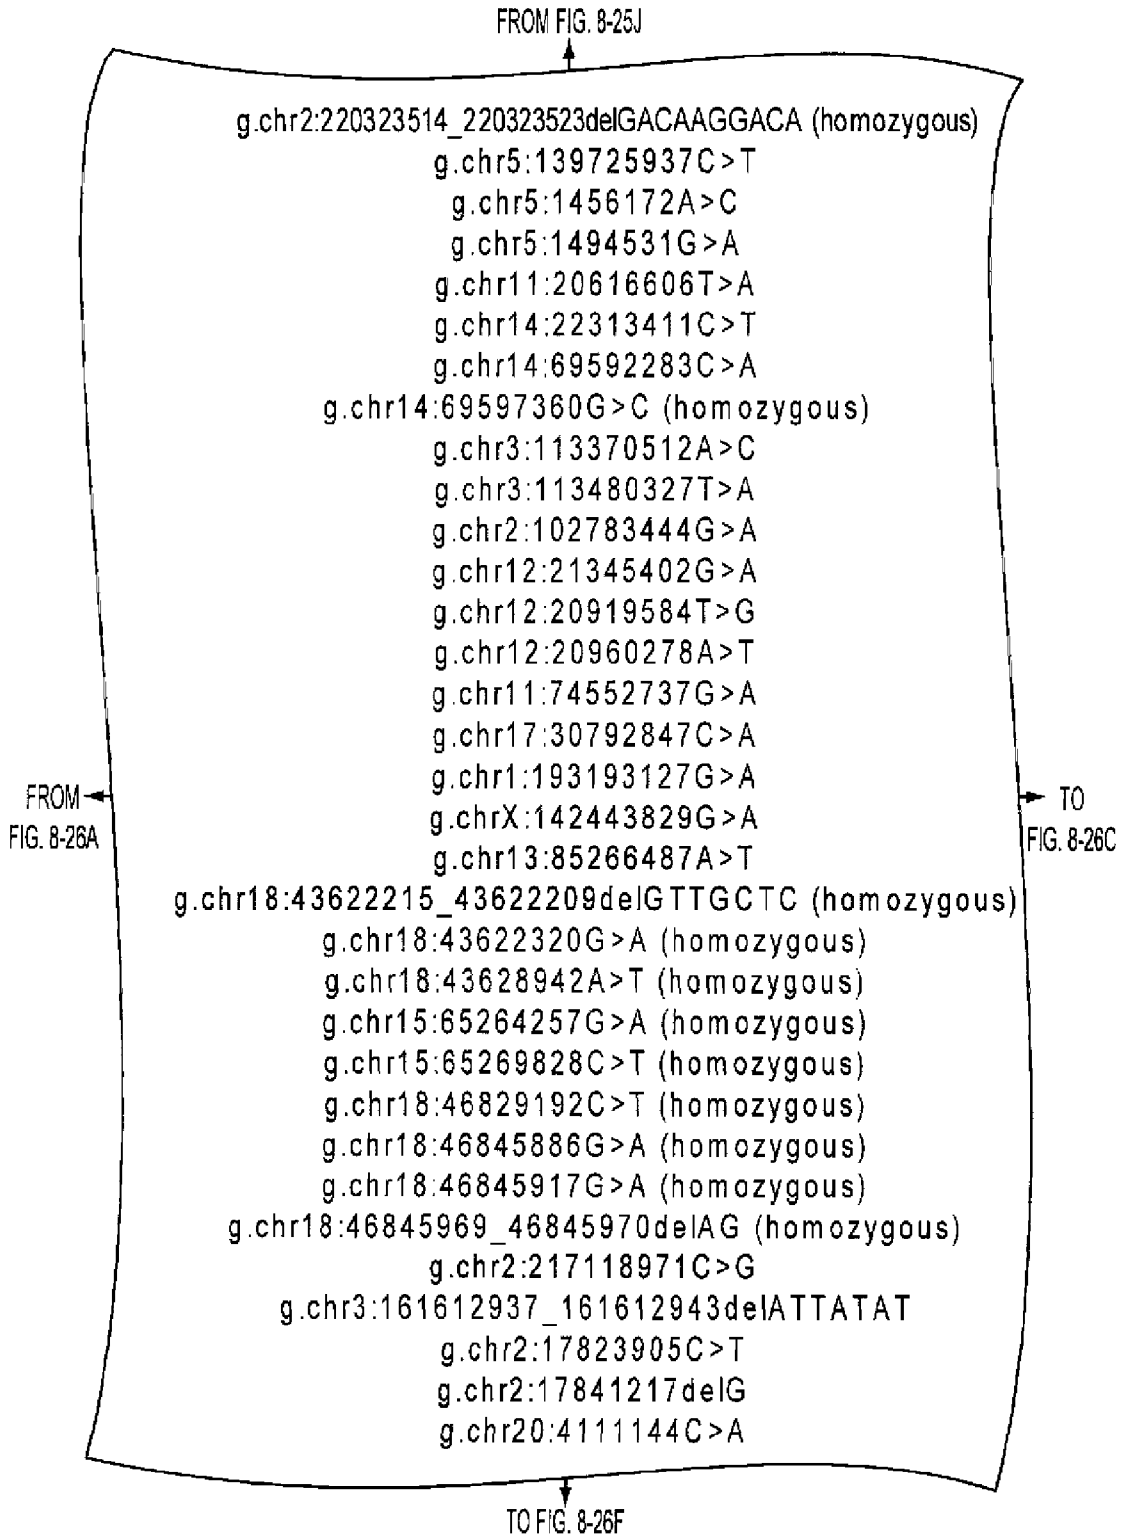 FROM FIG. 8-25J
g.chr2:220323514_220323523delGACAAGGACA (homozygous)
g.chr5:139725937C>T
g.chr5:1456172A>C
g.chr5:1494531G>A
g.chr11:20616606T>A
g.chr14:22313411C>T
g.chr14:69592283C>A
g.chr14:69597360G>C (homozygous)
g.chr3:113370512A>C
g.chr3:113480327T>A
g.chr2:102783444G>A
g.chr12:21345402G>A
g.chr12:20919584T>G
g.chr12:20960278A>T
g.chr11:74552737G>A
g.chr17:30792847C>A
g.chr1:193193127G>A
FROM
FIG. 8-26A
TO
FIG. 8-26C
g.chrX:142443829G>A
g.chr13:85266487A>T
g.chr18:43622215_43622209delGTTGCTC (homozygous)
g.chr18:43622320G>A (homozygous)
g.chr18:43628942A>T (homozygous)
g.chr15:65264257G>A (homozygous)
g.chr15:65269828C>T (homozygous)
g.chr18:46829192C>T (homozygous)
g.chr18:46845886G>A (homozygous)
g.chr18:46845917G>A (homozygous)
g.chr18:46845969_46845970delAG (homozygous)
g.chr2:217118971C>G
g.chr3:161612937_161612943delATTATAT
g.chr2:17823905C>T
g.chr2:17841217delG
g.chr20:4111144C>A
TO FIG. 8-26F